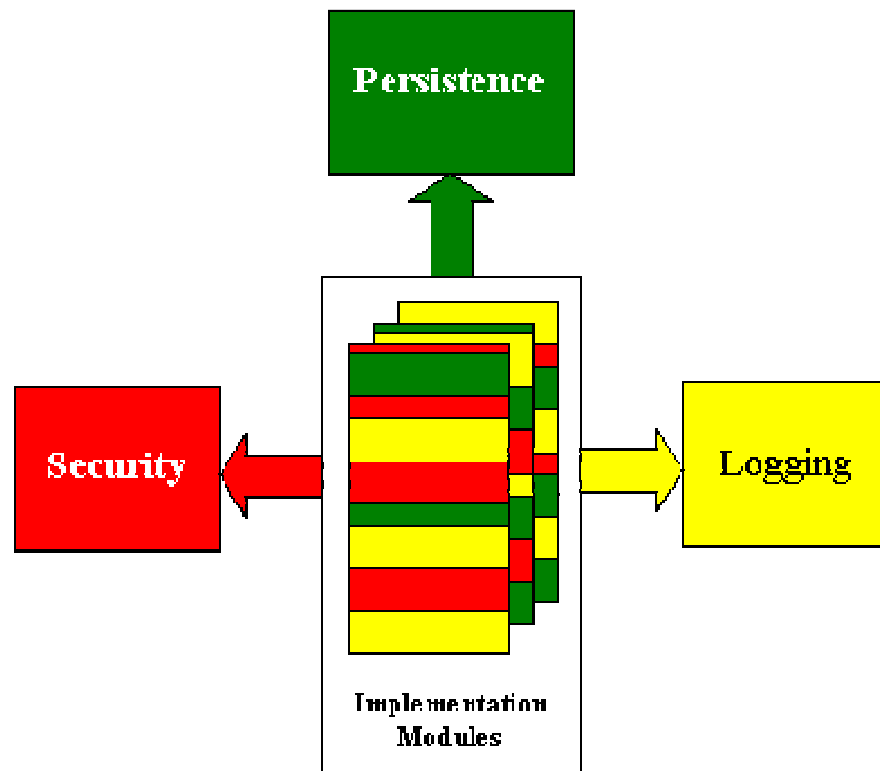 Persistence
Security
Logging
Implementation
Modules